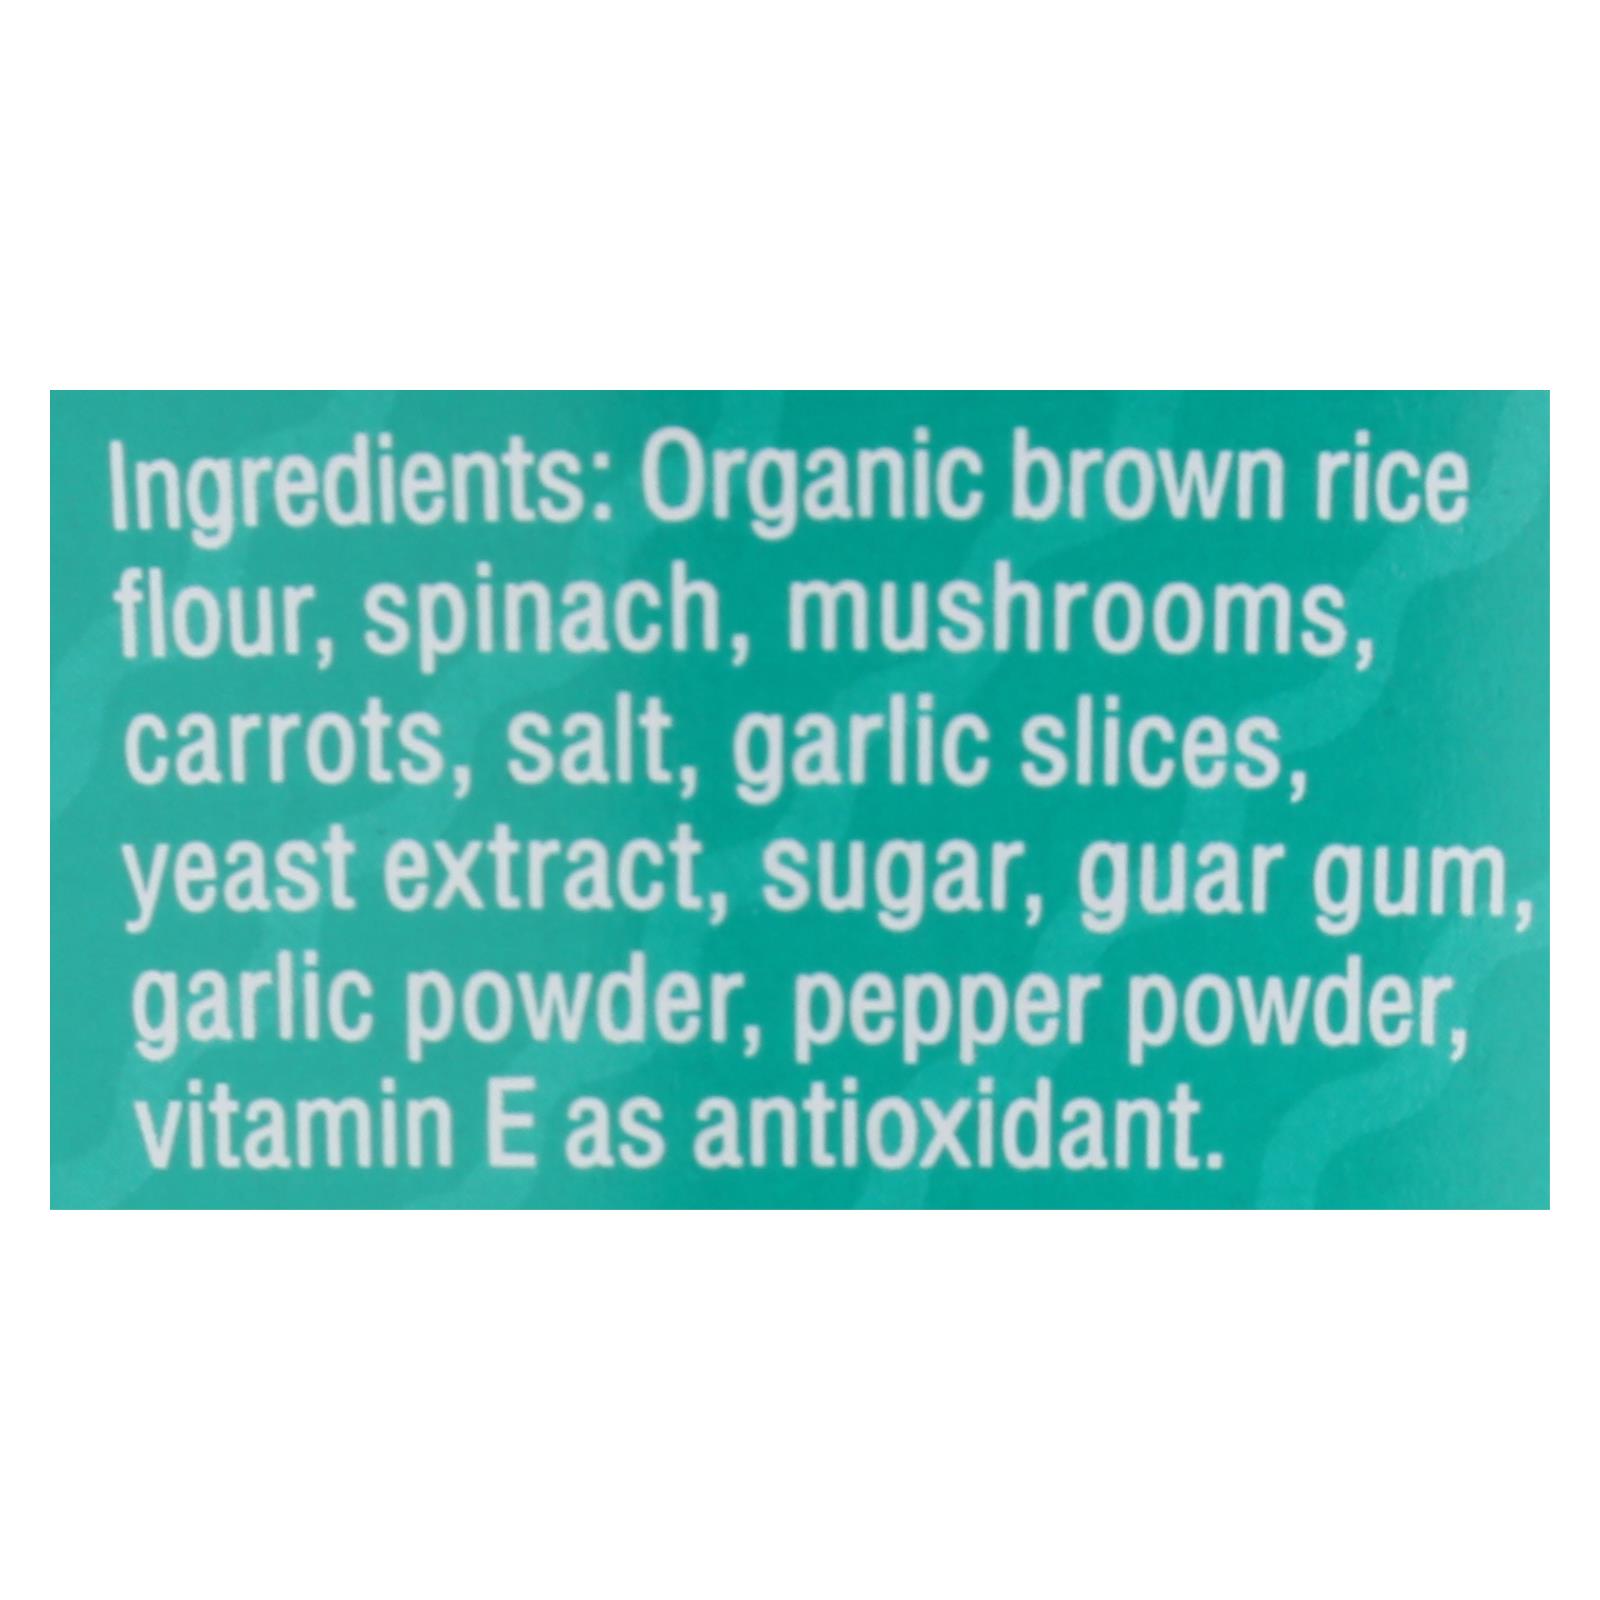 Ingredients: Organic brown rice
flour, spinach, mushrooms,
carrots, salt, garlic slices,
yeast extract, sugar, guar gum,
garlic powder, pepper powder,
vitamin E as antioxidant.